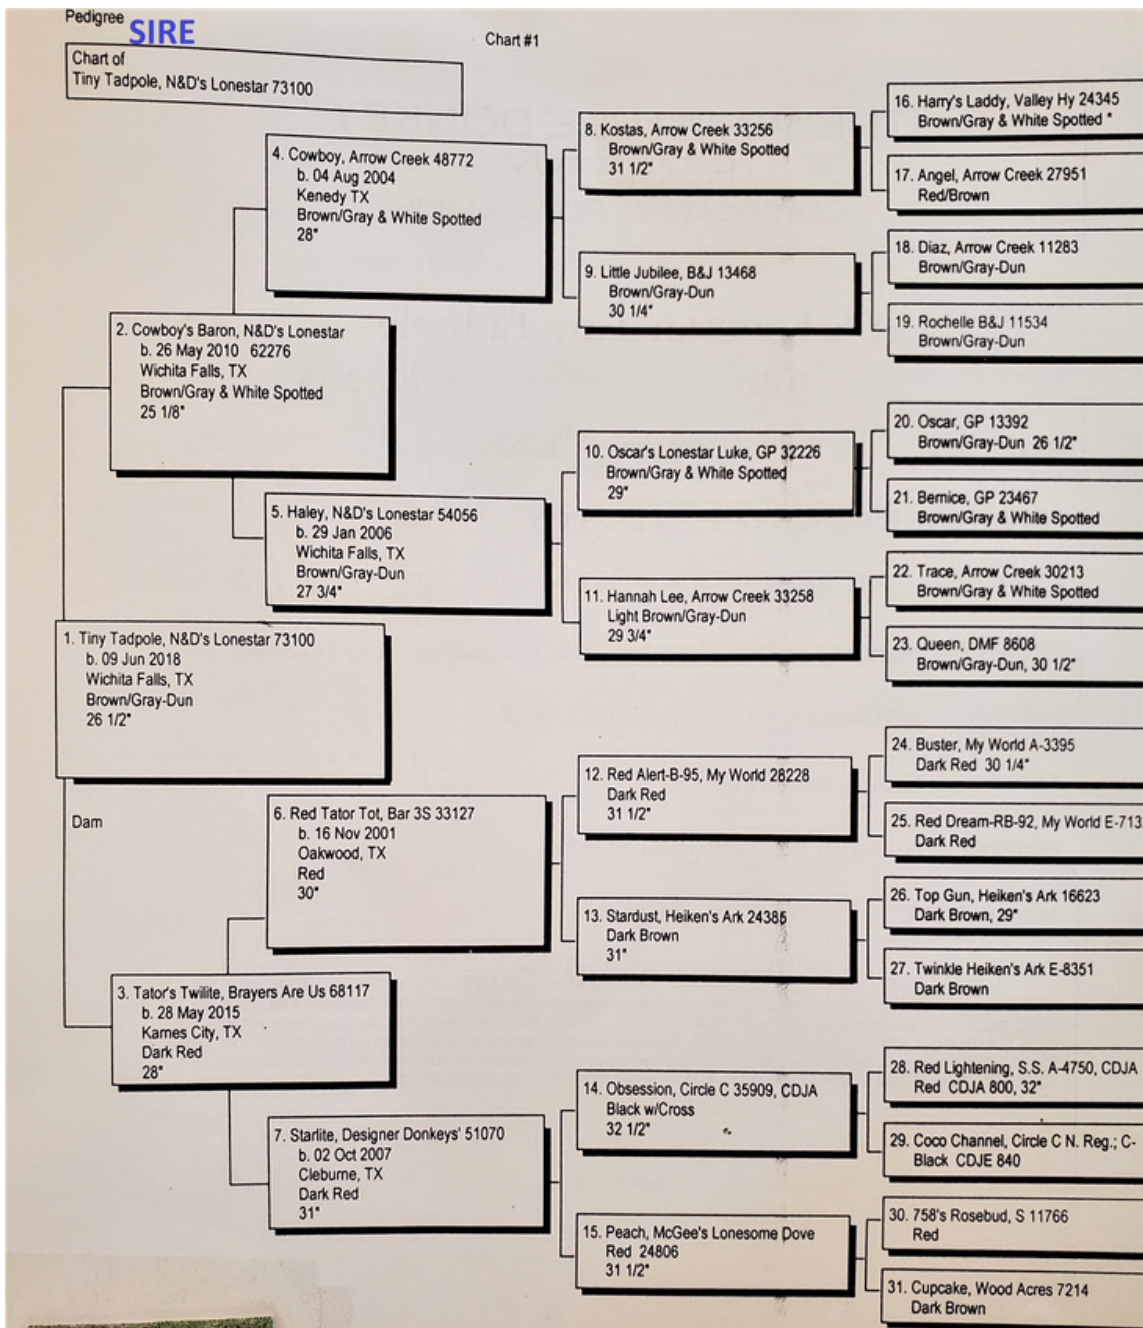 Pedigree
SIRE
Chart #1
Chart of
Tiny Tadpole, N&D's Lonestar 73100
1. Tiny Tadpole, N&D's Lonestar 73100
b. 09 Jun 2018
Wichita Falls, TX
Brown/Gray-Dun
26 1/2"
Dam
2. Cowboy's Baron, N&D's Lonestar
b. 26 May 2010 62276
Wichita Falls, TX
Brown/Gray & White Spotted
25 1/8"
3. Tator's Twilite, Brayers Are Us 68117
b. 28 May 2015
Karnes City, TX
Dark Red
28"
4. Cowboy, Arrow Creek 48772
b. 04 Aug 2004
Kenedy TX
Brown/Gray & White Spotted
28"
5. Haley, N&D's Lonestar 54056
b. 29 Jan 2006
Wichita Falls, TX
Brown/Gray-Dun
27 3/4"
6. Red Tator Tot, Bar 3S 33127
b. 16 Nov 2001
Oakwood, TX
Red
30"
7. Starlite, Designer Donkeys' 51070
b. 02 Oct 2007
Cleburne, TX
Dark Red
31"
8. Kostas, Arrow Creek 33256
Brown/Gray & White Spotted
31 1/2"
9. Little Jubilee, B&J 13468
Brown/Gray-Dun
30 1/4"
10. Oscar's Lonestar Luke, GP 32226
Brown/Gray & White Spotted
29"
11. Hannah Lee, Arrow Creek 33258
Light Brown/Gray-Dun
29 3/4"
12. Red Alert-B-95, My World 28228
Dark Red
31 1/2"
13. Stardust, Heiken's Ark 24385
Dark Brown
31"
14. Obsession, Circle C 35909, CDJA
Black w/Cross
32 1/2"
15. Peach, McGee's Lonesome Dove
Red 24806
31 1/2"
16. Harry's Laddy, Valley Hy 24345
Brown/Gray & White Spotted "
17. Angel, Arrow Creek 27951
Red/Brown
18. Diaz, Arrow Creek 11283
Brown/Gray-Dun
19. Rochelle B&J 11534
Brown/Gray-Dun
20. Oscar, GP 13392
Brown/Gray-Dun 26 1/2"
21. Bernice, GP 23467
Brown/Gray & White Spotted
22. Trace, Arrow Creek 30213
Brown/Gray & White Spotted
23. Queen, DMF 8608
Brown/Gray-Dun, 30 1/2"
24. Buster, My World A-3395
Dark Red 30 1/4"
25. Red Dream-RB-92, My World E-713
Dark Red
26. Top Gun, Heiken's Ark 16623
Dark Brown, 29"
27. Twinkle Heiken's Ark E-8351
Dark Brown
28. Red Lightening, S.S. A-4750, CDJA
Red CDJA 800, 32"
29. Coco Channel, Circle C N. Reg.; C-
Black CDJE 840
30. 758's Rosebud, S 11766
Red
31. Cupcake, Wood Acres 7214
Dark Brown